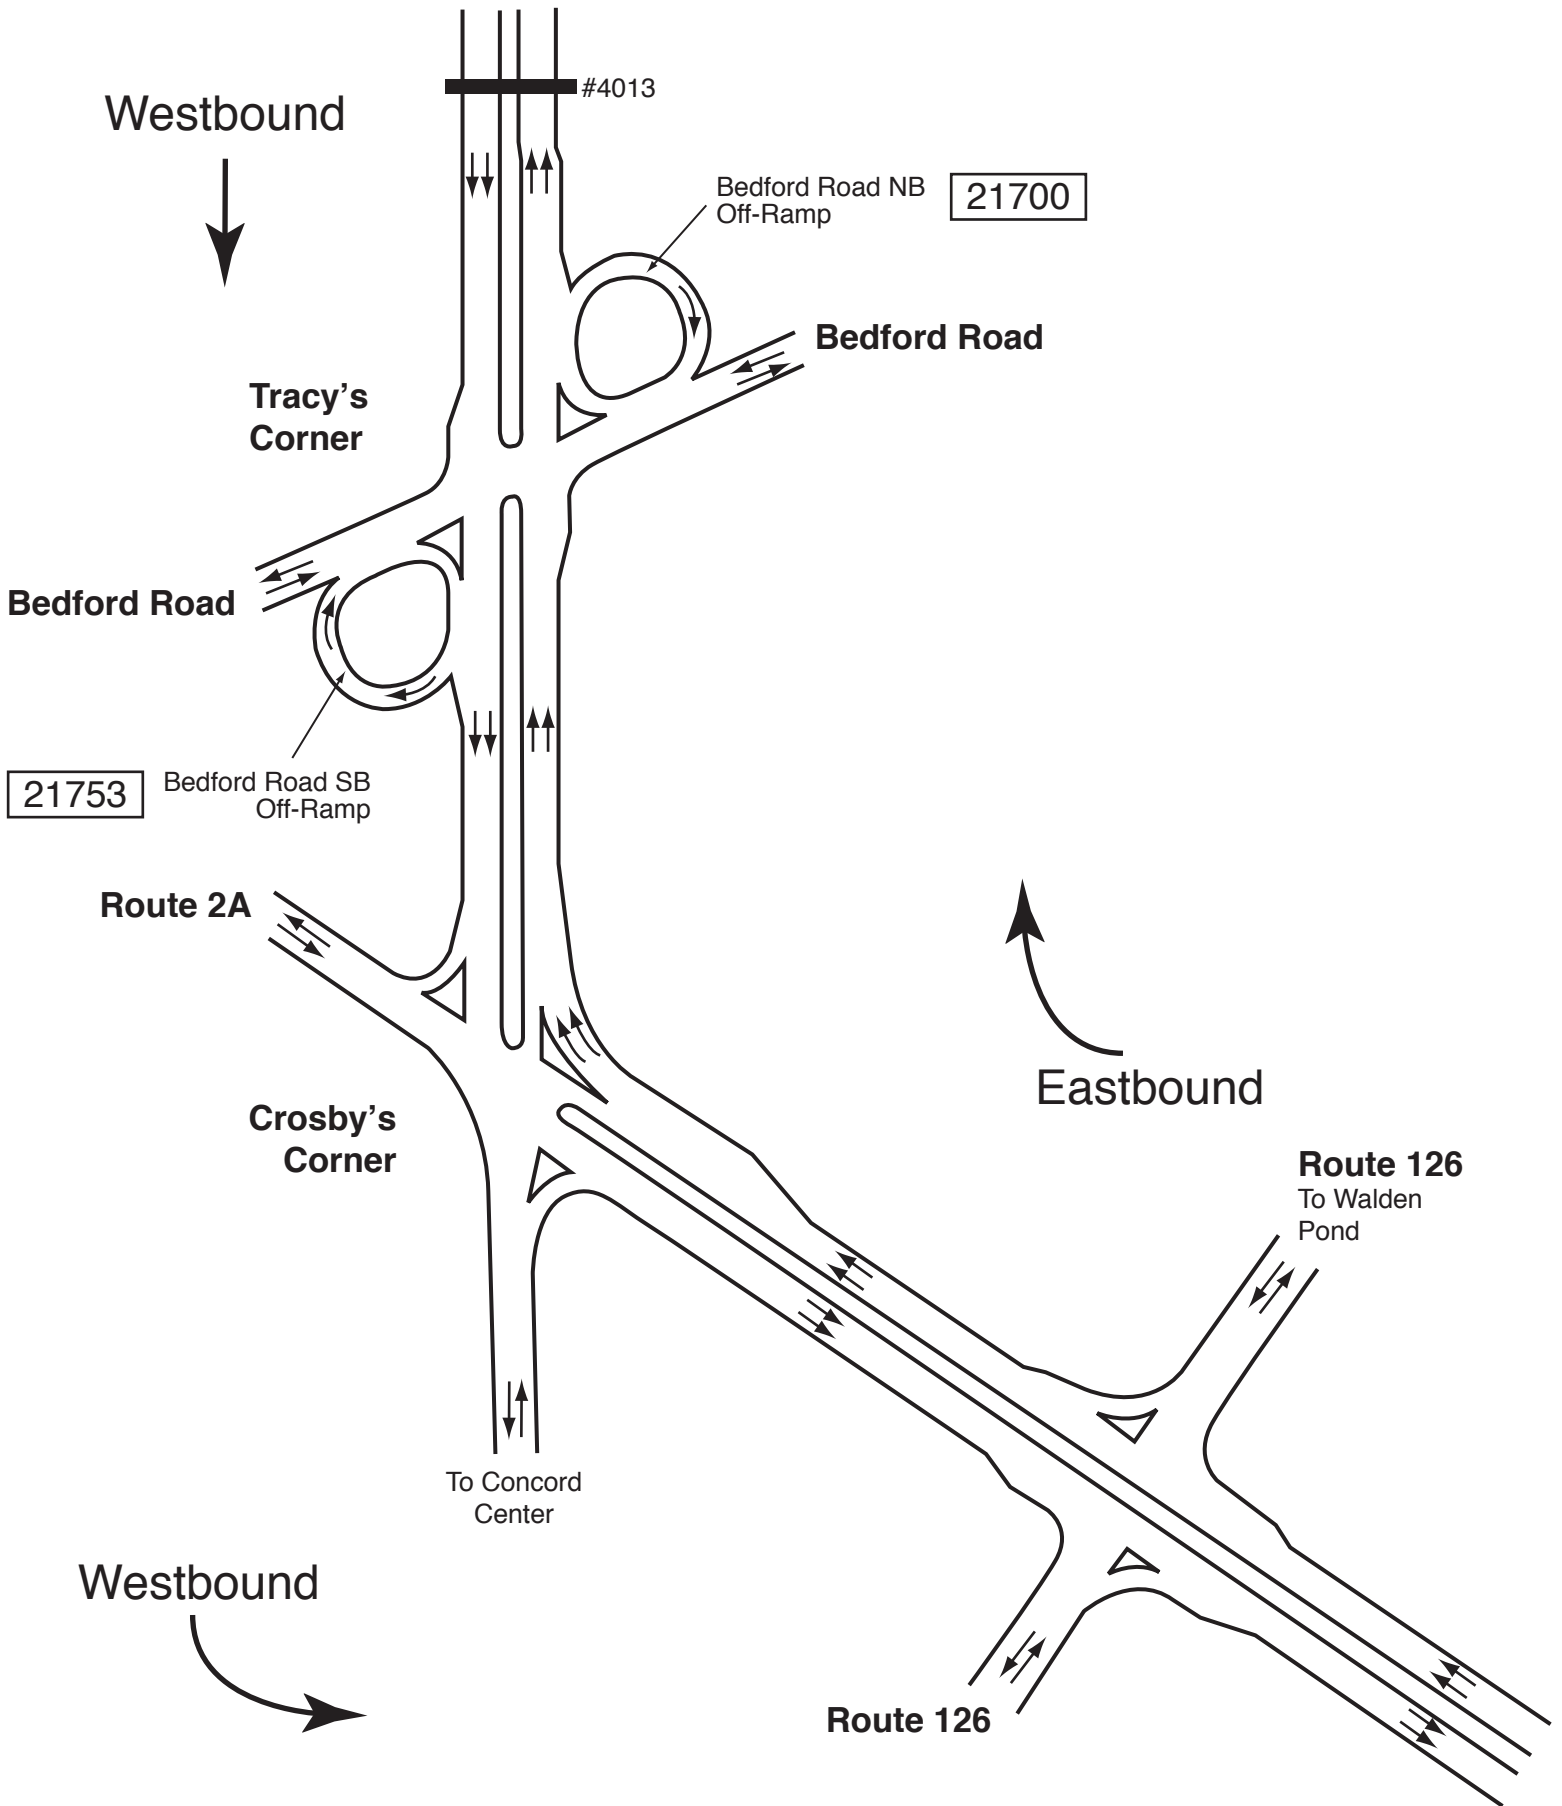 #4013
Westbound
Bedford Road NB
Off-Ramp
21700
Bedford Road
Tracy’s
Corner
Bedford Road
21753
Bedford Road SB
Off-Ramp
Route 2A
Eastbound
Crosby’s
Corner
Route 126
To Walden
Pond
To Concord
Center
Westbound
Route 126